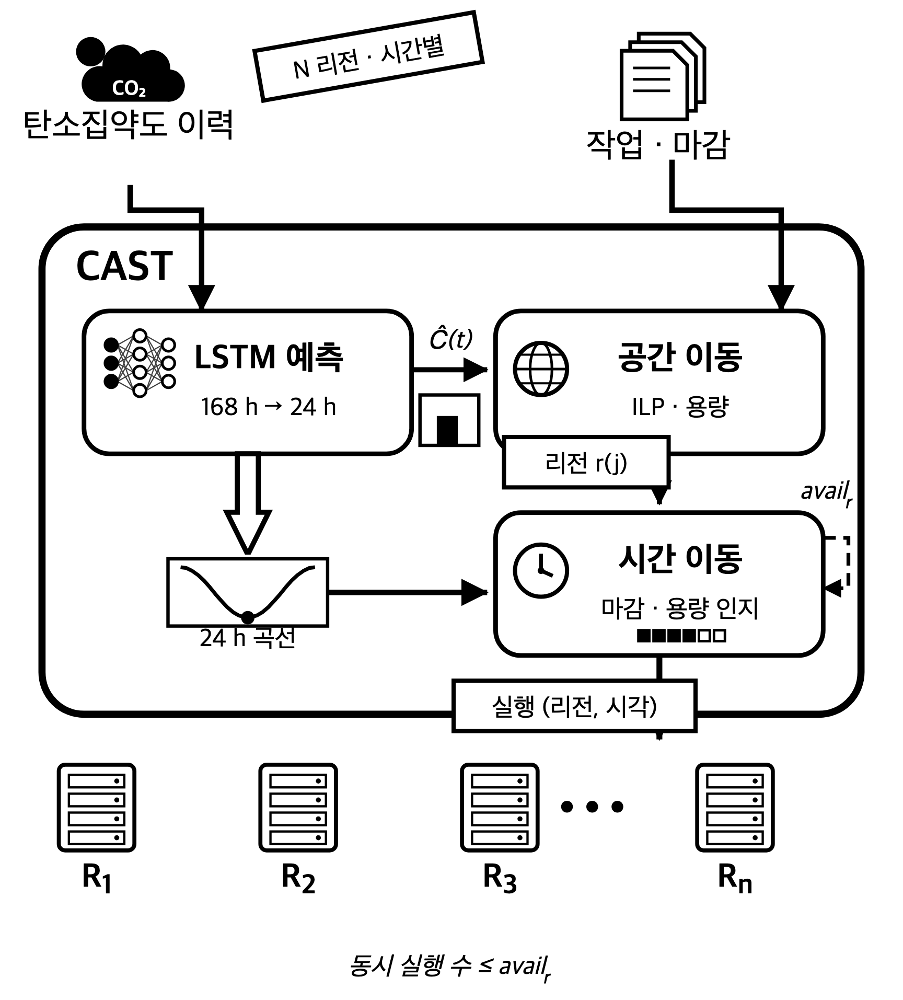 N 리전 · 시간별
CO₂
탄소집약도 이력
작업 · 마감
CAST
LSTM 예측
168 h → 24 h
Ĉ(t)
공간 이동
ILP · 용량
리전 r(j)
avail_r
시간 이동
마감 · 용량 인지
24 h 곡선
실행 (리전, 시각)
R₁
R₂
R₃
Rₙ
동시 실행 수 ≤ avail_r